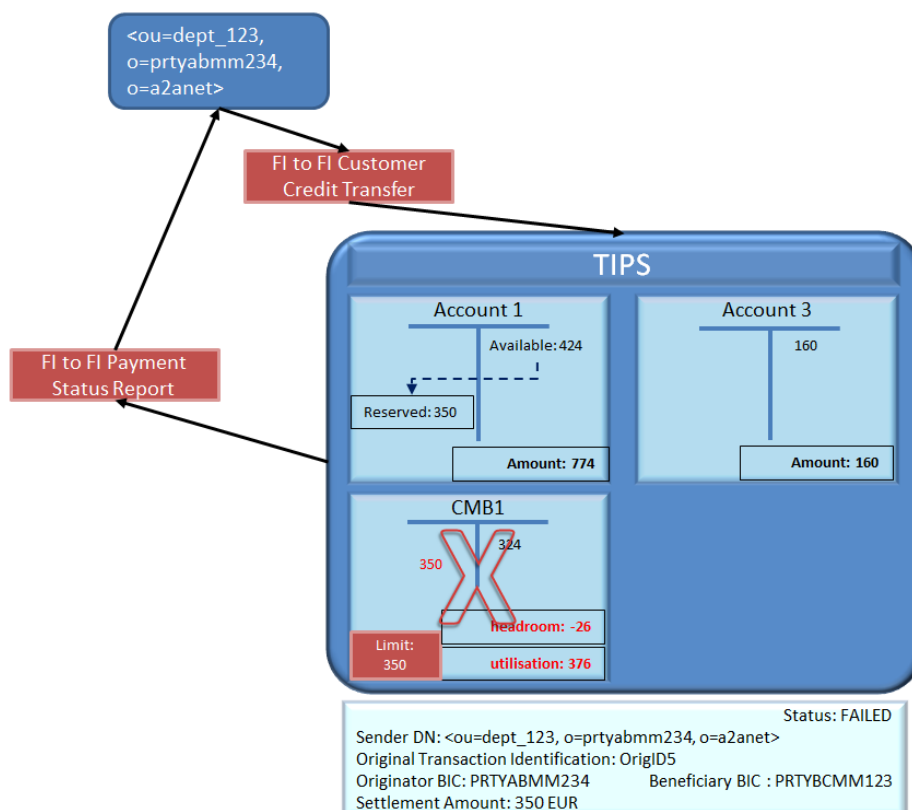 <ou=dept_123,
o=prtyabmm234,
o=a2anet>
FI to FI Customer
Credit Transfer
TIPS
Account 1
Available: 424
Reserved: 350
Amount: 774
Account 3
160
Amount: 160
FI to FI Payment
Status Report
CMB1
324
350
headroom: -26
Limit:
350
utilisation: 376
Status: FAILED
Sender DN: <ou=dept_123, o=prtyabmm234, o=a2anet>
Original Transaction Identification: OrigID5
Originator BIC: PRTYABMM234 Beneficiary BIC : PRTYBCMM123
Settlement Amount: 350 EUR